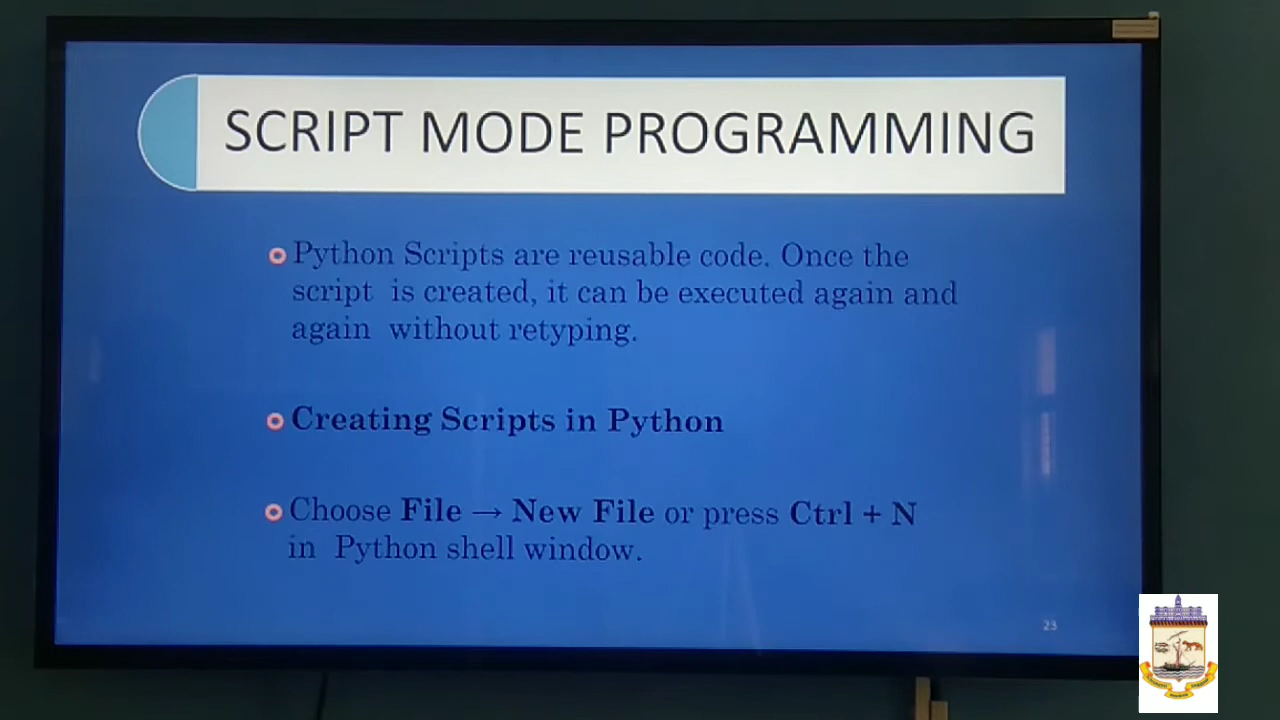 SCRIPT MODE PROGRAMMING
Python Scripts are reusable code. Once the
script is created, it can be executed again and
again without retyping.
Creating Scripts in Python
Choose File → New File or press Ctrl + N
in Python shell window.
23